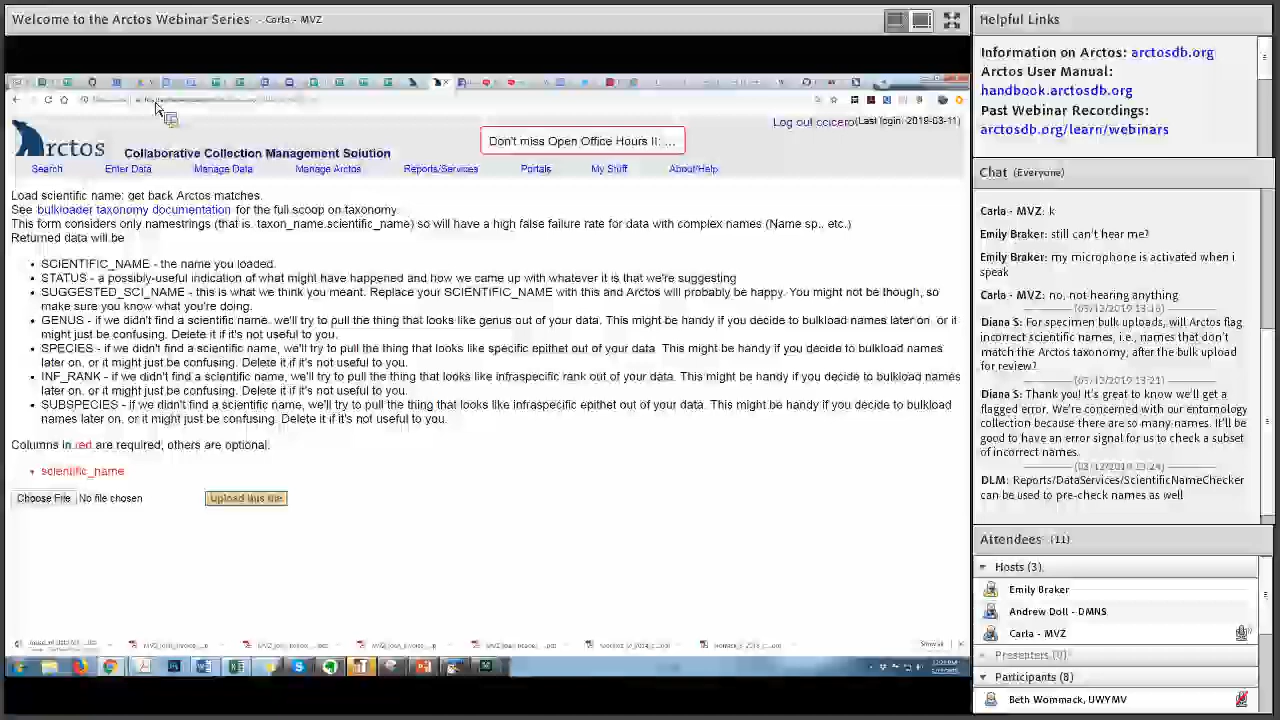 Welcome to the Arctos Webinar Series - Carla - MVZ
Log out ccicero(Last login: 2019-03-11)
Don't miss Open Office Hours II: ...
Arctos
Collaborative Collection Management Solution
Search Enter Data Manage Data Manage Arctos Reports/Services Portals My Stuff About/Help
Load scientific name: get back Arctos matches.
See bulkloader taxonomy documentation for the full scoop on taxonomy.
This form considers only namestrings (that is. taxon_name.scientific_name) so will have a high false failure rate for data with complex names (Name sp.. etc.)
Returned data will be
• SCIENTIFIC_NAME - the name you loaded.
• STATUS - a possibly-useful indication of what might have happened and how we came up with whatever it is that we're suggesting
• SUGGESTED_SCI_NAME - this is what we think you meant. Replace your SCIENTIFIC_NAME with this and Arctos will probably be happy. You might not be though, so
make sure you know what you're doing.
• GENUS - if we didn't find a scientific name. we'll try to pull the thing that looks like genus out of your data. This might be handy if you decide to bulkload names later on. or it
might just be confusing. Delete it if it's not useful to you.
• SPECIES - if we didn't find a scientific name, we'll try to pull the thing that looks like specific epithet out of your data. This might be handy if you decide to bulkload names
later on, or it might just be confusing. Delete it if it's not useful to you.
• INF_RANK - if we didn't find a scientific name, we'll try to pull the thing that looks like infraspecific rank out of your data. This might be handy if you decide to bulkload names
later on. or it might just be confusing. Delete it if it's not useful to you.
• SUBSPECIES - if we didn't find a scientific name, we'll try to pull the thing that looks like infraspecific epithet out of your data. This might be handy if you decide to bulkload
names later on. or it might just be confusing. Delete it if it's not useful to you.
Columns in red are required; others are optional.
• scientific_name
Choose File No file chosen Upload this file
Show all
Helpful Links
Information on Arctos: arctosdb.org
Arctos User Manual:
handbook.arctosdb.org
Past Webinar Recordings:
arctosdb.org/learn/webinars
Chat (Everyone)
Carla - MVZ: k
Emily Braker: still can't hear me?
Emily Braker: my microphone is activated when i
speak
Carla - MVZ: no, not hearing anything
(03/12/2019 13:18)
Diana S: For specimen bulk uploads, will Arctos flag
incorrect scientific names, i.e., names that don't
match the Arctos taxonomy, after the bulk upload
for review?
(03/12/2019 13:21)
Diana S: Thank you! It's great to know we'll get a
flagged error. We're concerned with our entomology
collection because there are so many names. It'll be
good to have an error signal for us to check a subset
of incorrect names.
(03/12/2019 13:24)
DLM: Reports/DataServices/ScientificNameChecker
can be used to pre-check names as well
Attendees (11)
Hosts (3)
Emily Braker
Andrew Doll - DMNS
Carla - MVZ
Presenters (0)
Participants (8)
Beth Wommack, UWYMV